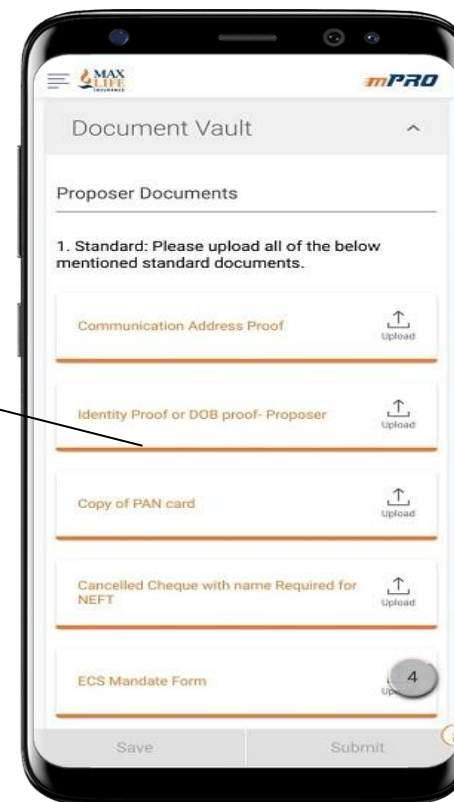 MAX
LIFE
INSURANCE
mPRO
Document Vault
Proposer Documents
1. Standard: Please upload all of the below
mentioned standard documents.
Communication Address Proof
Upload
Identity Proof or DOB proof- Proposer
Upload
Copy of PAN card
Upload
Cancelled Cheque with name Required for
NEFT
Upload
ECS Mandate Form
4
Save
Submit